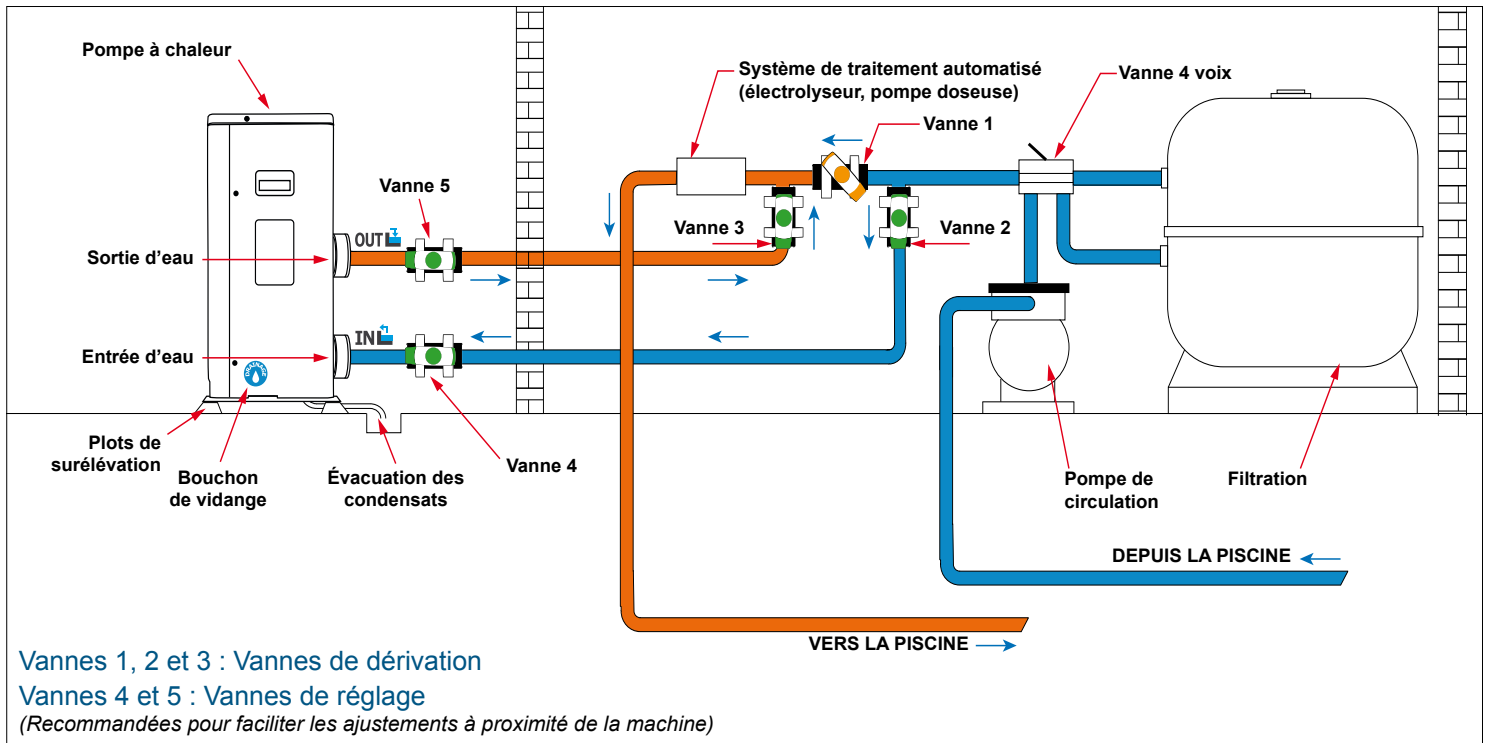 Pompe à chaleur
Système de traitement automatisé
(électrolyseur, pompe doseuse)
Vanne 4 voix
Vanne 1
Vanne 5
Vanne 3
Vanne 2
OUT
Sortie d'eau
IN
Entrée d'eau
DRAINAGE
Plots de
surélévation
Bouchon
de vidange
Évacuation des
condensats
Vanne 4
Pompe de
circulation
Filtration
DEPUIS LA PISCINE
VERS LA PISCINE
Vannes 1, 2 et 3 : Vannes de dérivation
Vannes 4 et 5 : Vannes de réglage
(Recommandées pour faciliter les ajustements à proximité de la machine)